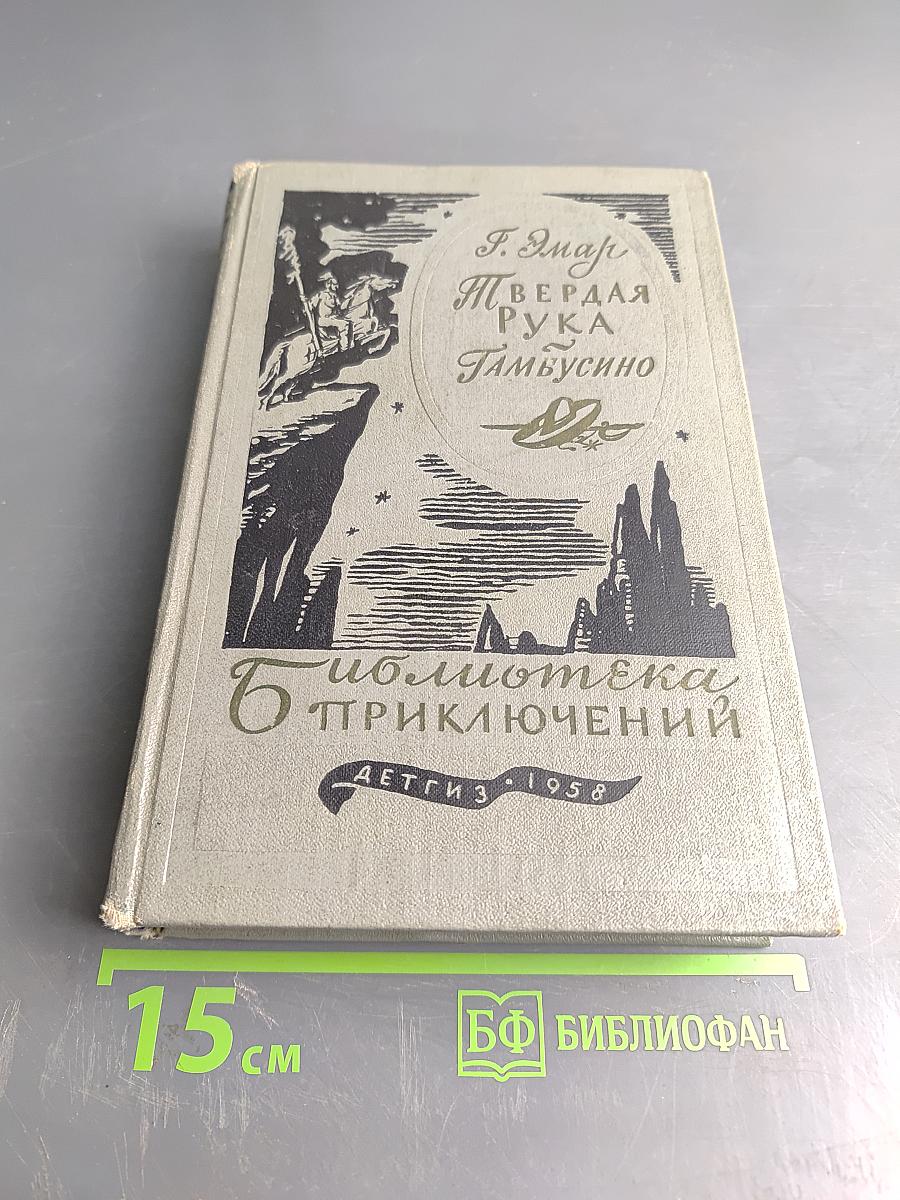 Г. Эмар
ТВЕРДАЯ
РУКА
~
ГАМБУСИНО
Библиотека
ПРИКЛЮЧЕНИЙ
ДЕТГИЗ • 1958
15 см
БФ БИБЛИОФАН